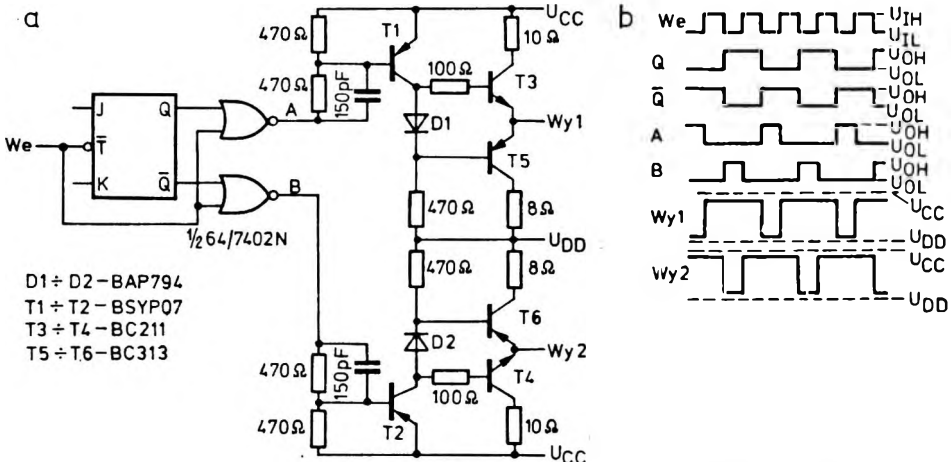 a
470Ω
470Ω
150pF
T1
UCC
10Ω
100Ω
T3
J
Q
A
D1
Wy1
We
T̅
T5
K
Q̅
B
470Ω
8Ω
½ 64/7402N
UDD
470Ω
8Ω
D1÷D2-BAP794
T1÷T2-BSYP07
T3÷T4-BC211
T5÷T6-BC313
T6
D2
Wy2
470Ω
150pF
100Ω
T4
470Ω
T2
10Ω
UCC
b
We
UIH
UIL
Q
UOH
UOL
Q̅
UOH
UOL
A
UOH
UOL
B
UOH
UOL
Wy1
UCC
UDD
Wy2
UCC
UDD